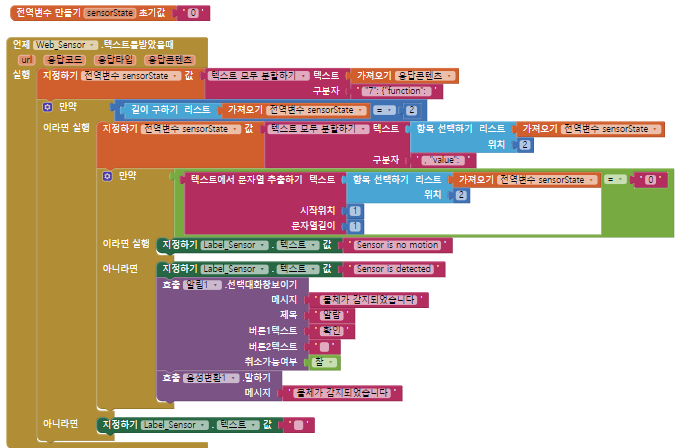 전역변수 만들기 sensorState 초기값 " 0 "
언제 Web_Sensor .텍스트를받았을때
url 응답코드 응답타입 응답콘텐츠
실행 지정하기 전역변수 sensorState 값 텍스트 모두 분할하기 텍스트 가져오기 응답콘텐츠
구분자 " "7": {"function": "
만약 길이 구하기 리스트 가져오기 전역변수 sensorState = 2
이라면 실행 지정하기 전역변수 sensorState 값 텍스트 모두 분할하기 텍스트 항목 선택하기 리스트 가져오기 전역변수 sensorState
위치 2
구분자 " , "value": "
만약 텍스트에서 문자열 추출하기 텍스트 항목 선택하기 리스트 가져오기 전역변수 sensorState = " 0 "
위치 2
시작위치 1
문자열길이 1
이라면 실행 지정하기 Label_Sensor . 텍스트 값 " Sensor is no motion "
아니라면 지정하기 Label_Sensor . 텍스트 값 " Sensor is detected "
호출 알림1 .선택대화창보이기
메시지 " 물체가 감지되었습니다 "
제목 " 알람 "
버튼1텍스트 " 확인 "
버튼2텍스트 " "
취소가능여부 참
호출 음성변환1 .말하기
메시지 " 물체가 감지되었습니다 "
아니라면 지정하기 Label_Sensor . 텍스트 값 " "